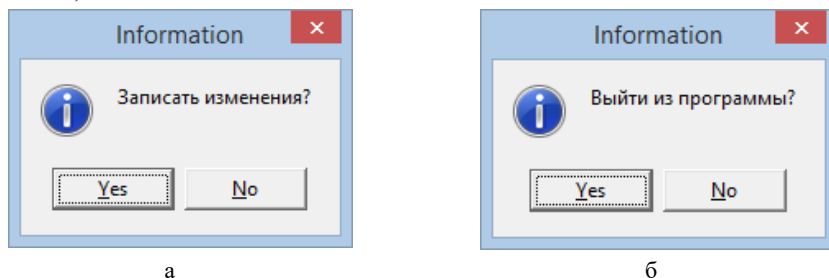 Information
Записать изменения?
Yes
No
а
Information
Выйти из программы?
Yes
No
б